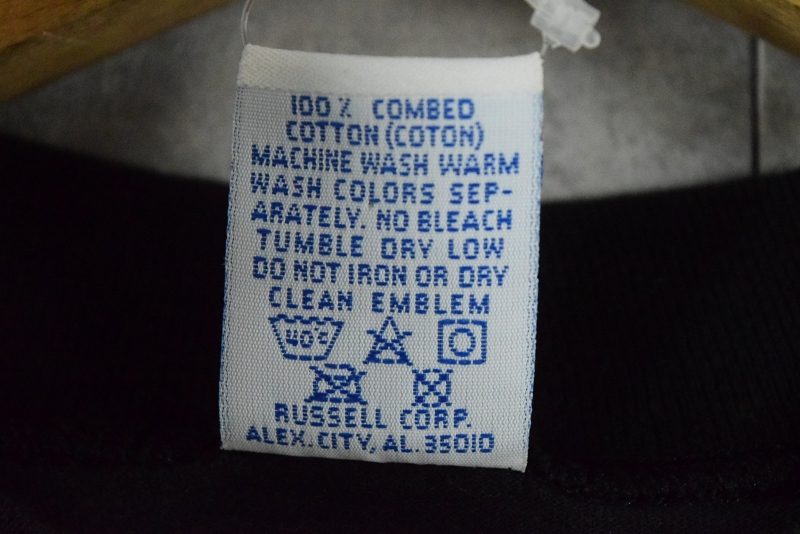 100% COMBED
COTTON (COTON)
MACHINE WASH WARM
WASH COLORS SEP-
ARATELY. NO BLEACH
TUMBLE DRY LOW
DO NOT IRON OR DRY
CLEAN EMBLEM
40°C
RUSSELL CORP.
ALEX. CITY, AL. 35010